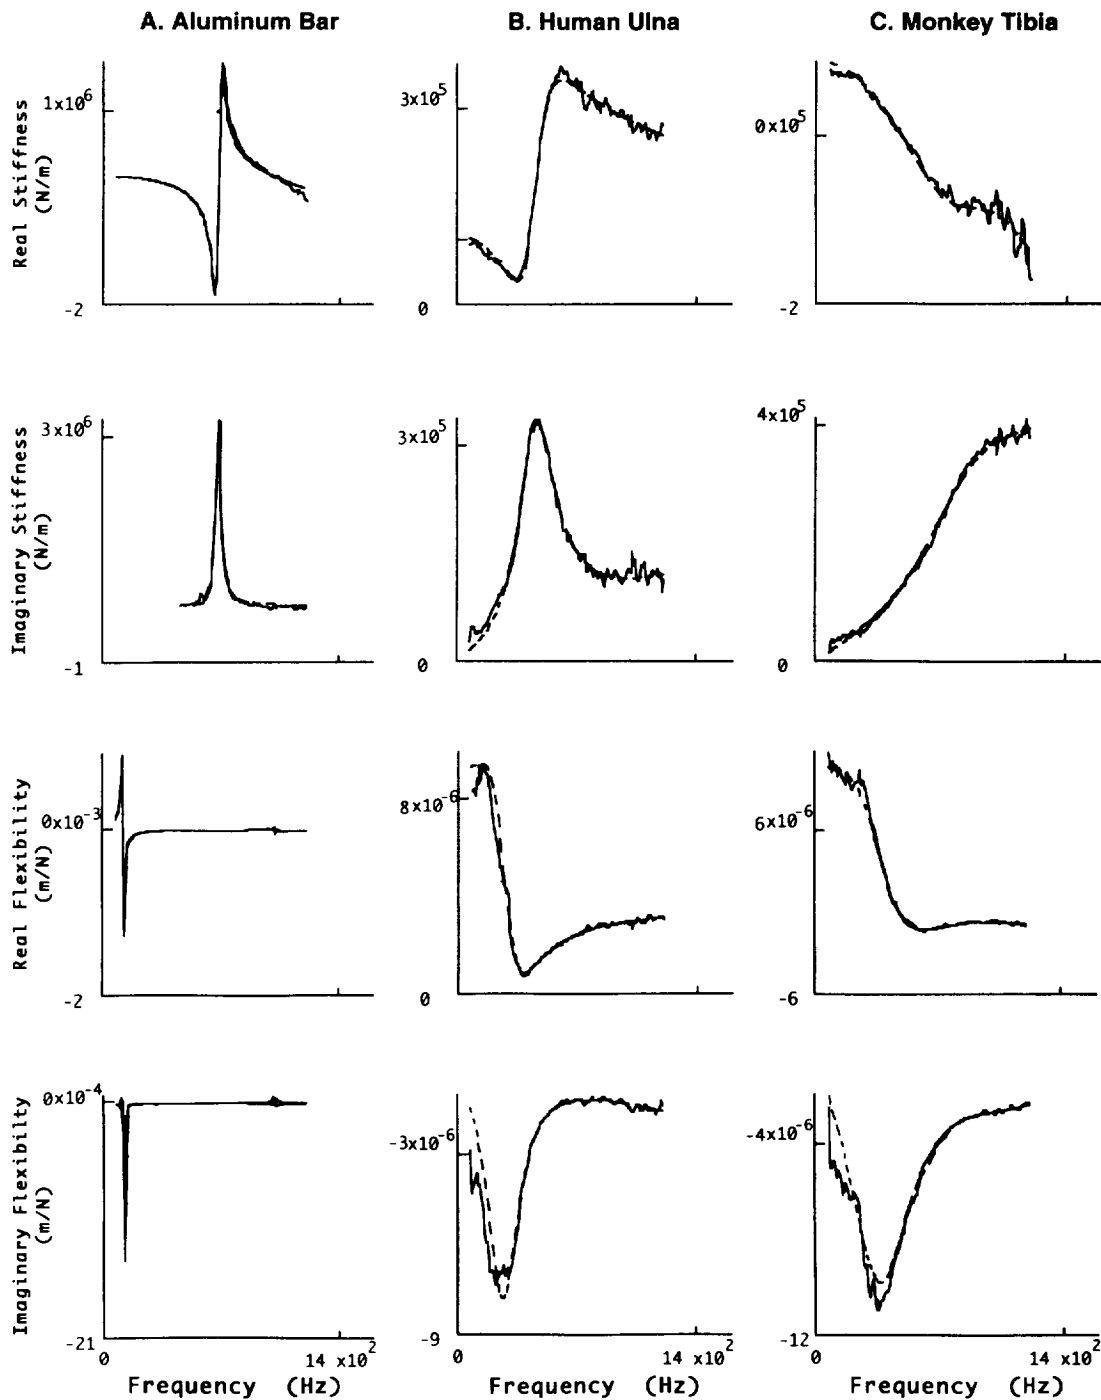 A. Aluminum Bar
B. Human Ulna
C. Monkey Tibia
Real Stiffness
(N/m)
1x10^6
-2
3x10^5
0
0x10^5
-2
Imaginary Stiffness
(N/m)
3x10^6
-1
3x10^5
0
4x10^5
0
Real Flexibility
(m/N)
0x10^-3
-2
8x10^-6
0
6x10^-6
-6
Imaginary Flexibilty
(m/N)
0x10^-4
-21
-3x10^-6
-9
-4x10^-6
-12
0
14 x10^2
0
14 x10^2
0
14 x10^2
Frequency (Hz)
Frequency (Hz)
Frequency (Hz)